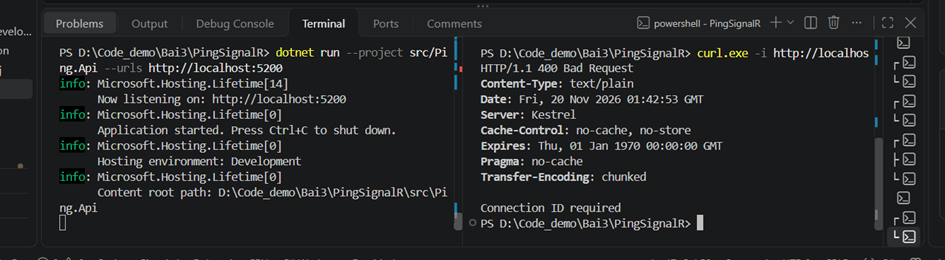 Problems Output Debug Console Terminal Ports Comments
powershell - PingSignalR
PS D:\Code_demo\Bai3\PingSignalR> dotnet run --project src/Pi
ng.Api --urls http://localhost:5200
info: Microsoft.Hosting.Lifetime[14]
Now listening on: http://localhost:5200
info: Microsoft.Hosting.Lifetime[0]
Application started. Press Ctrl+C to shut down.
info: Microsoft.Hosting.Lifetime[0]
Hosting environment: Development
info: Microsoft.Hosting.Lifetime[0]
Content root path: D:\Code_demo\Bai3\PingSignalR\src\Pi
ng.Api
PS D:\Code_demo\Bai3\PingSignalR> curl.exe -i http://localhos
HTTP/1.1 400 Bad Request
Content-Type: text/plain
Date: Fri, 20 Nov 2026 01:42:53 GMT
Server: Kestrel
Cache-Control: no-cache, no-store
Expires: Thu, 01 Jan 1970 00:00:00 GMT
Pragma: no-cache
Transfer-Encoding: chunked
Connection ID required
PS D:\Code_demo\Bai3\PingSignalR>